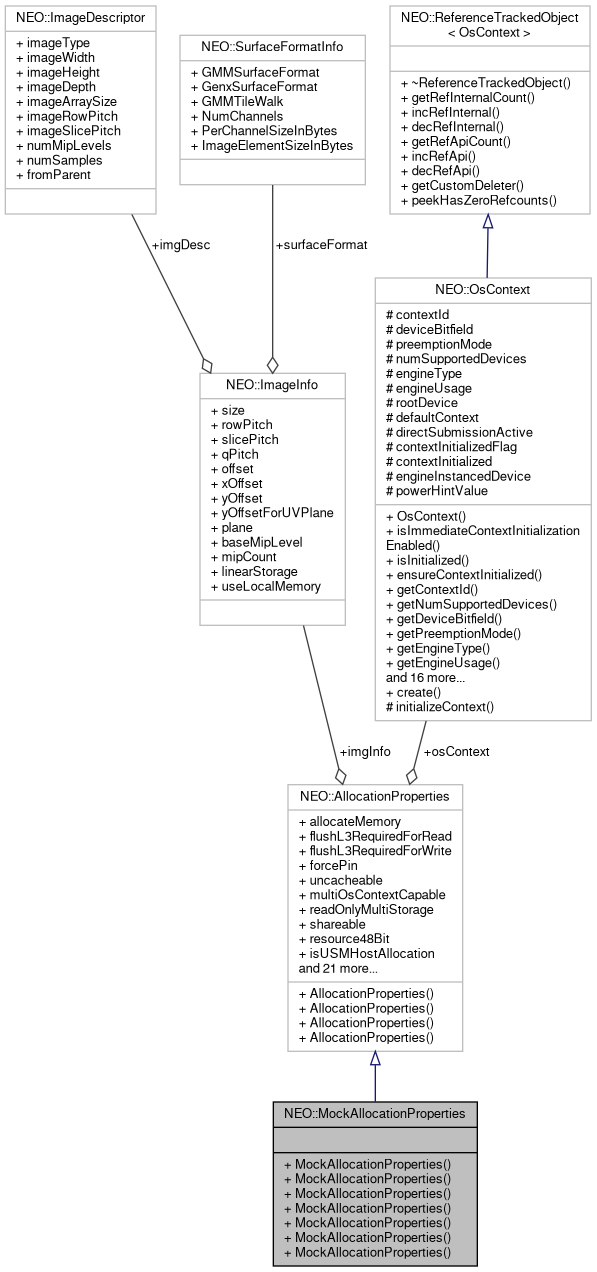 NEO::ImageDescriptor
+ imageType
+ imageWidth
+ imageHeight
+ imageDepth
+ imageArraySize
+ imageRowPitch
+ imageSlicePitch
+ numMipLevels
+ numSamples
+ fromParent
NEO::SurfaceFormatInfo
+ GMMSurfaceFormat
+ GenxSurfaceFormat
+ GMMTileWalk
+ NumChannels
+ PerChannelSizeInBytes
+ ImageElementSizeInBytes
NEO::ReferenceTrackedObject
< OsContext >
+ ~ReferenceTrackedObject()
+ getRefInternalCount()
+ incRefInternal()
+ decRefInternal()
+ getRefApiCount()
+ incRefApi()
+ decRefApi()
+ getCustomDeleter()
+ peekHasZeroRefcounts()
+imgDesc
+surfaceFormat
NEO::OsContext
# contextId
# deviceBitfield
# preemptionMode
# numSupportedDevices
# engineType
# engineUsage
# rootDevice
# defaultContext
# directSubmissionActive
# contextInitializedFlag
# contextInitialized
# engineInstancedDevice
# powerHintValue
+ OsContext()
+ isImmediateContextInitialization
Enabled()
+ isInitialized()
+ ensureContextInitialized()
+ getContextId()
+ getNumSupportedDevices()
+ getDeviceBitfield()
+ getPreemptionMode()
+ getEngineType()
+ getEngineUsage()
and 16 more...
+ create()
# initializeContext()
NEO::ImageInfo
+ size
+ rowPitch
+ slicePitch
+ qPitch
+ offset
+ xOffset
+ yOffset
+ yOffsetForUVPlane
+ plane
+ baseMipLevel
+ mipCount
+ linearStorage
+ useLocalMemory
+imgInfo
+osContext
NEO::AllocationProperties
+ allocateMemory
+ flushL3RequiredForRead
+ flushL3RequiredForWrite
+ forcePin
+ uncacheable
+ multiOsContextCapable
+ readOnlyMultiStorage
+ shareable
+ resource48Bit
+ isUSMHostAllocation
and 21 more...
+ AllocationProperties()
+ AllocationProperties()
+ AllocationProperties()
+ AllocationProperties()
NEO::MockAllocationProperties
+ MockAllocationProperties()
+ MockAllocationProperties()
+ MockAllocationProperties()
+ MockAllocationProperties()
+ MockAllocationProperties()
+ MockAllocationProperties()
+ MockAllocationProperties()